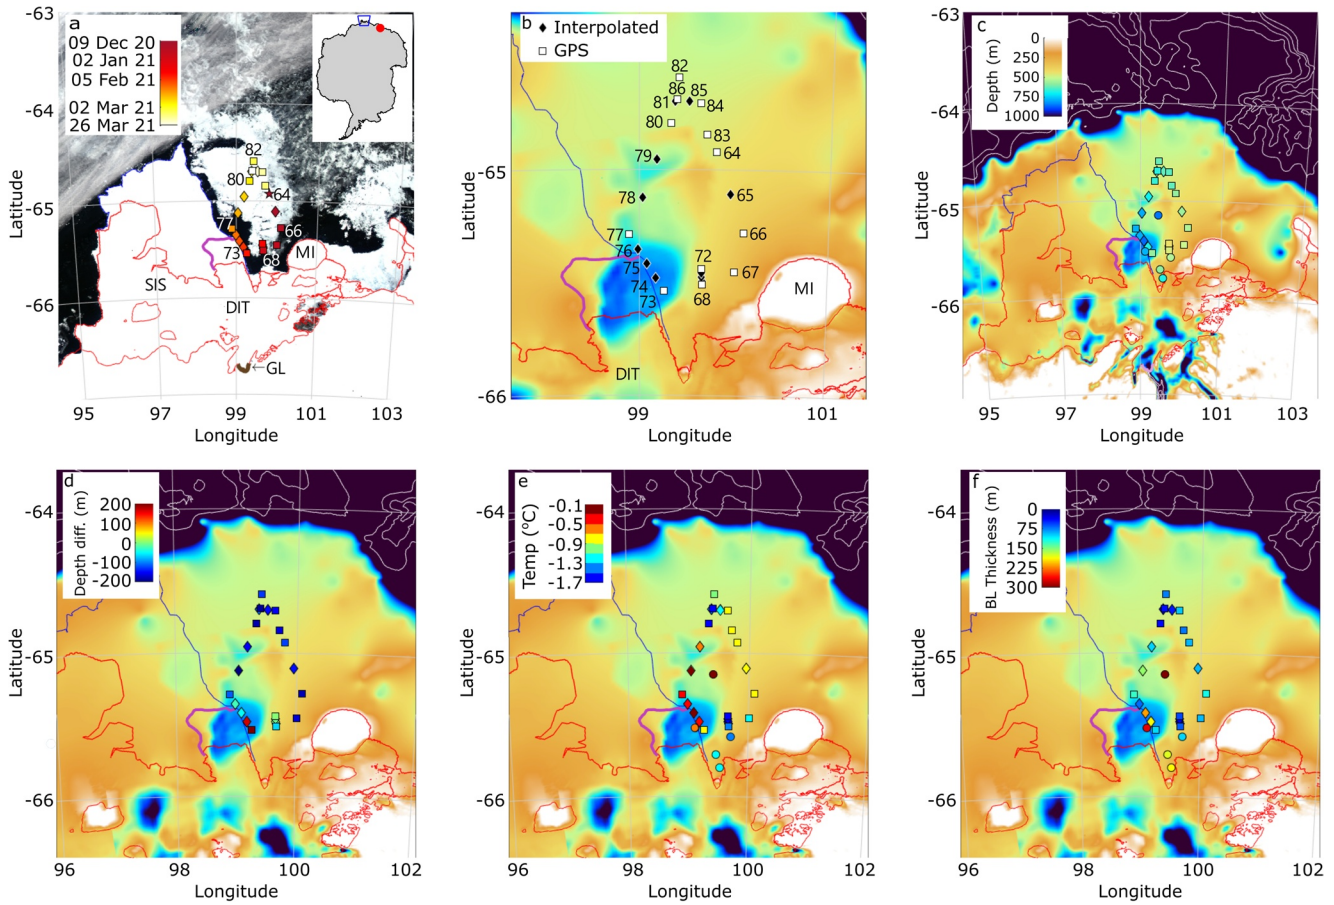 a
09 Dec 20
02 Jan 21
05 Feb 21
02 Mar 21
26 Mar 21
82
80
64
77
66
73
68
MI
SIS
DIT
←GL
-63
-64
-65
-66
Latitude
95
97
99
101
103
Longitude
b
Interpolated
GPS
82
86
85
81
84
80
83
79
64
78
65
77
66
76
72
75
67
74
73
68
MI
DIT
-63
-65
-66
Latitude
99
101
Longitude
c
Depth (m)
0
250
500
750
1000
-63
-64
-65
-66
Latitude
95
97
99
101
103
Longitude
d
Depth diff. (m)
200
100
0
-100
-200
-64
-65
-66
Latitude
96
98
100
102
Longitude
e
Temp (°C)
-0.1
-0.5
-0.9
-1.3
-1.7
-64
-65
-66
Latitude
96
98
100
102
Longitude
f
BL Thickness (m)
0
75
150
225
300
-64
-65
-66
Latitude
96
98
100
102
Longitude